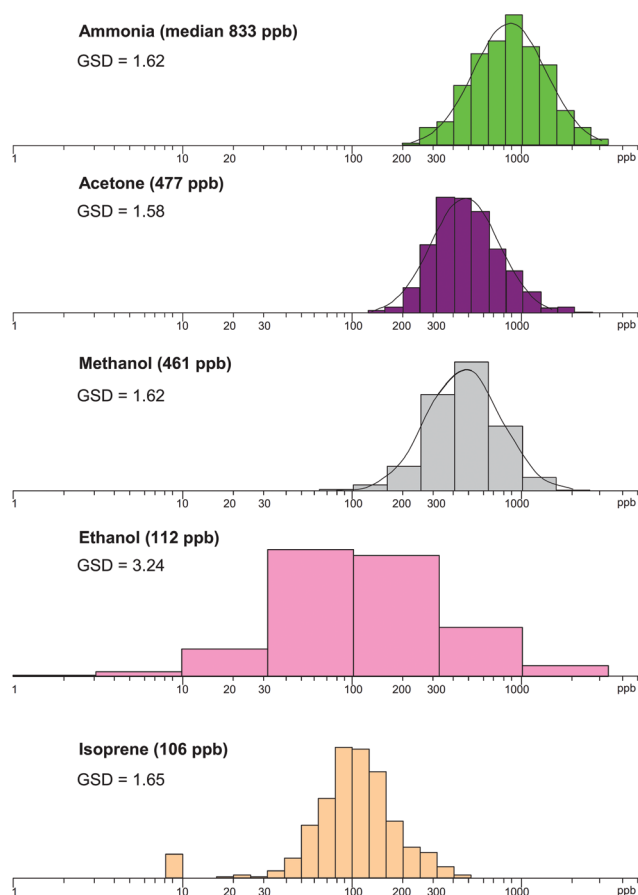 Ammonia (median 833 ppb)
GSD = 1.62
1 10 20 30 100 200 300 1000 ppb
Acetone (477 ppb)
GSD = 1.58
1 10 20 30 100 200 300 1000 ppb
Methanol (461 ppb)
GSD = 1.62
1 10 20 30 100 200 300 1000 ppb
Ethanol (112 ppb)
GSD = 3.24
1 10 20 30 100 200 300 1000 ppb
Isoprene (106 ppb)
GSD = 1.65
1 10 20 30 100 200 300 1000 ppb